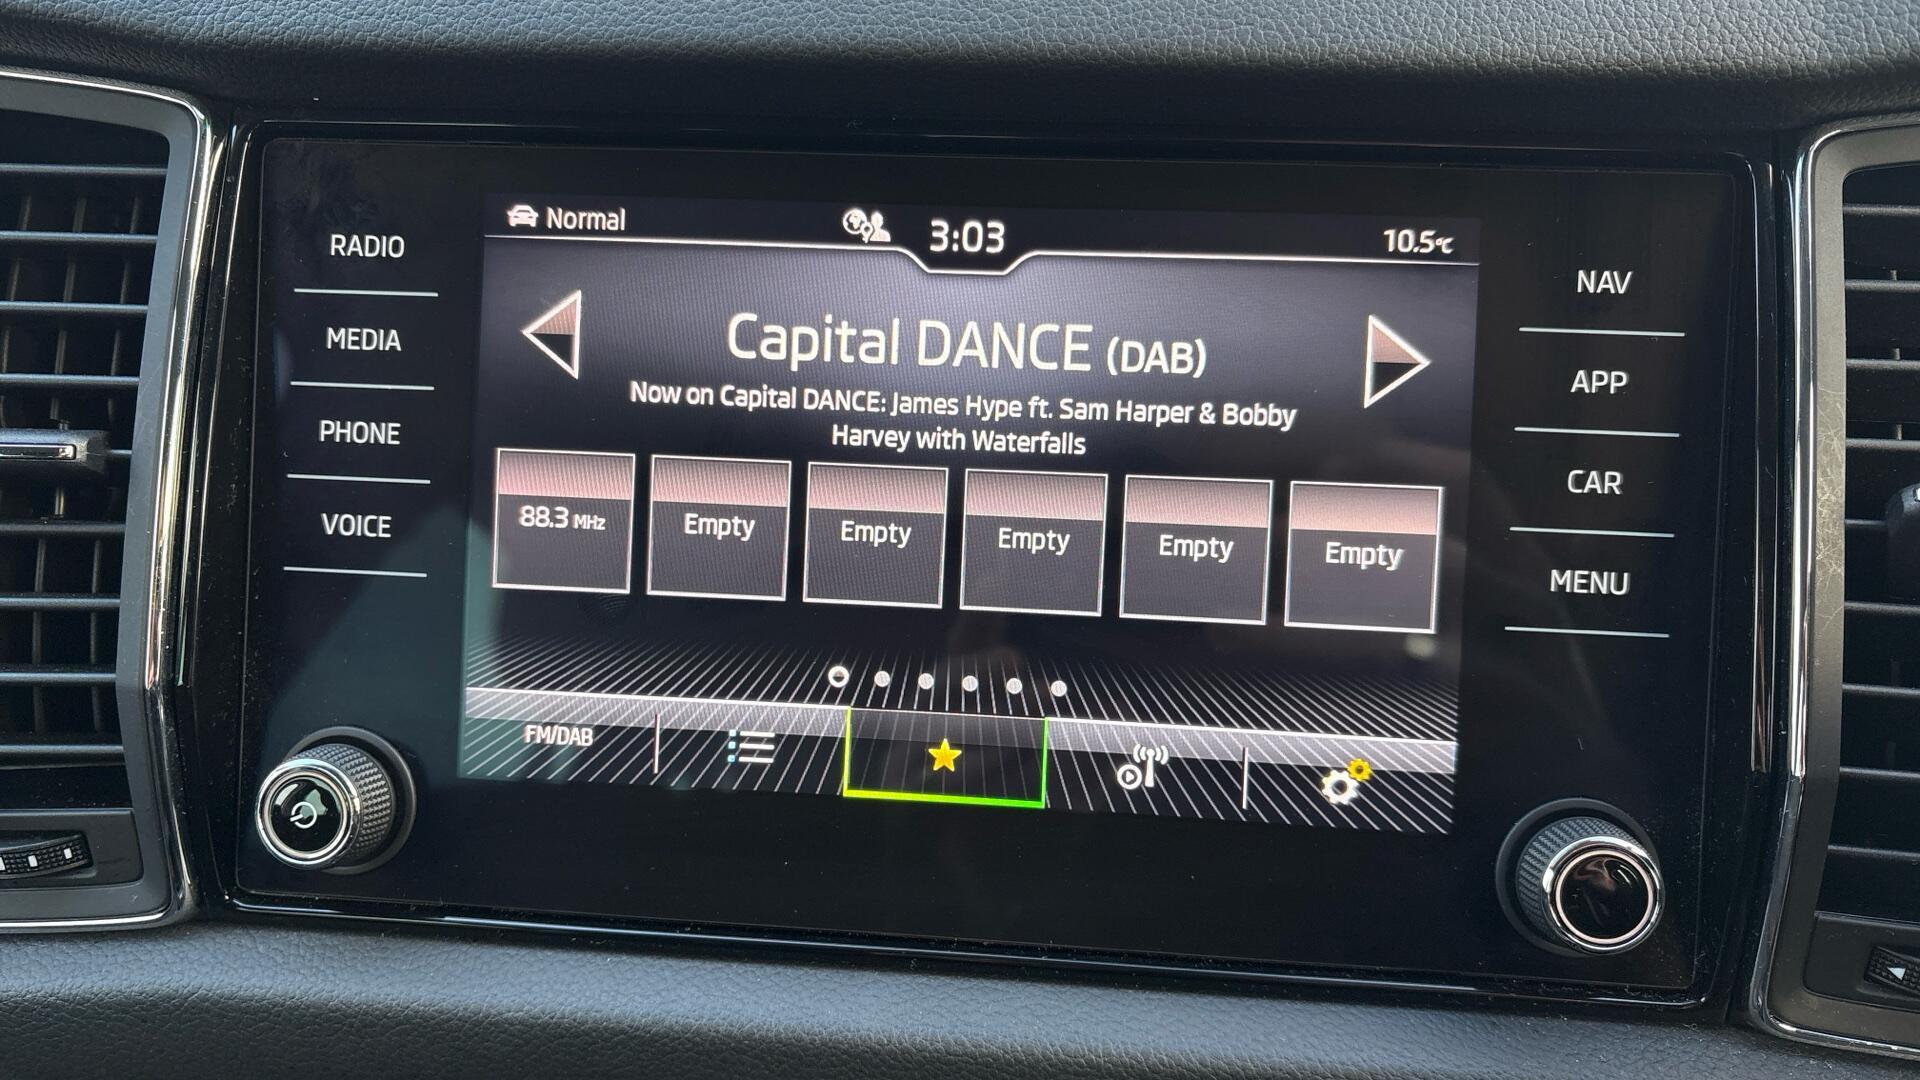 RADIO
MEDIA
PHONE
VOICE
Normal
3:03
10.5°C
Capital DANCE (DAB)
Now on Capital DANCE: James Hype ft. Sam Harper & Bobby
Harvey with Waterfalls
88.3 MHz
Empty
Empty
Empty
Empty
Empty
FM/DAB
NAV
APP
CAR
MENU